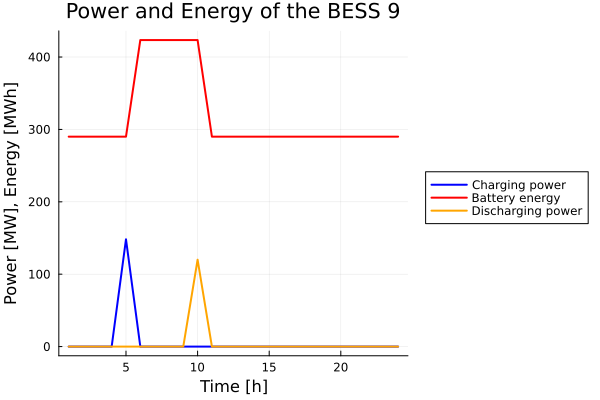 Power and Energy of the BESS 9
Power [MW], Energy [MWh]
400
300
200
100
0
5
10
15
20
Time [h]
Charging power
Battery energy
Discharging power